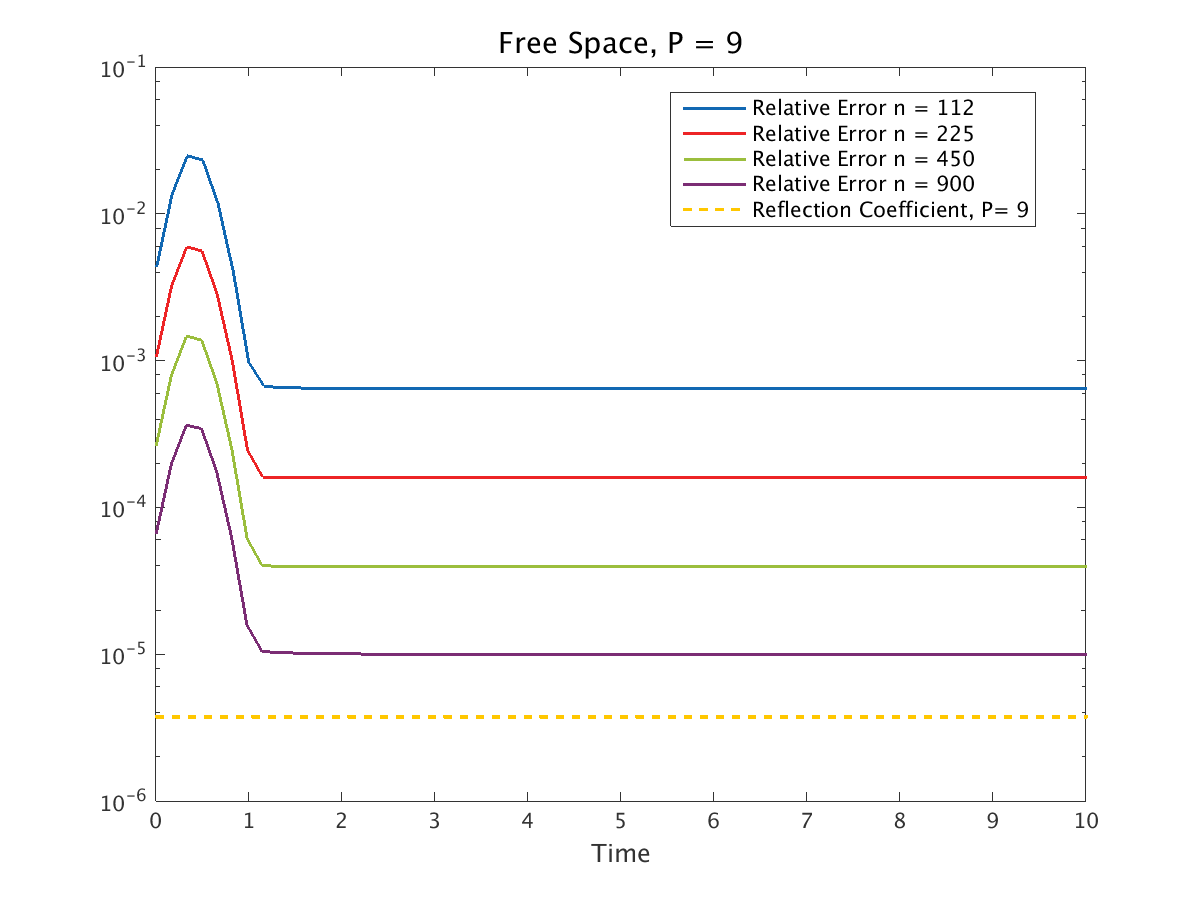 Free Space, P = 9
10^-1
10^-2
10^-3
10^-4
10^-5
10^-6
Relative Error n = 112
Relative Error n = 225
Relative Error n = 450
Relative Error n = 900
Reflection Coefficient, P= 9
0 1 2 3 4 5 6 7 8 9 10
Time